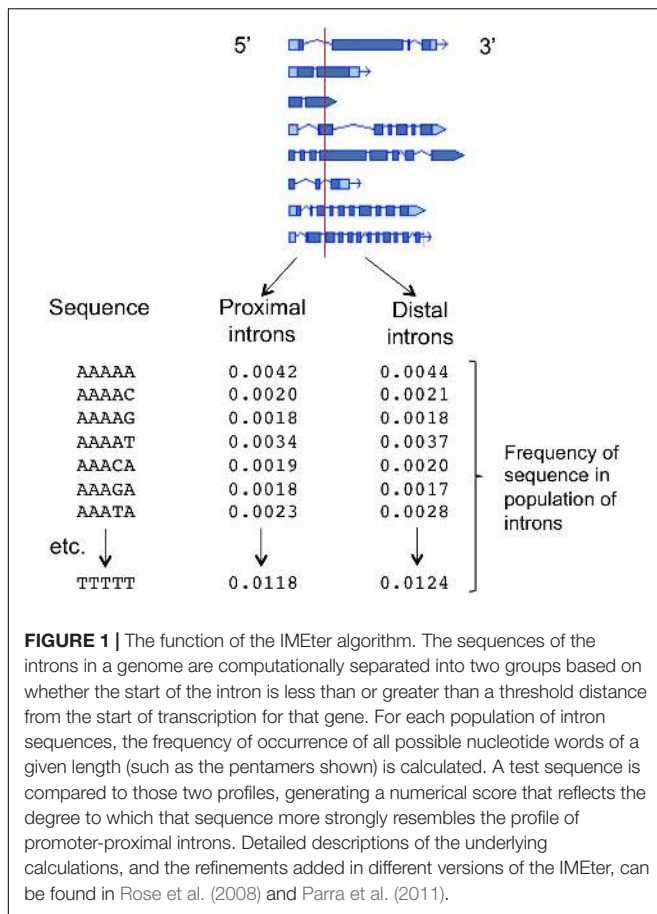 5’ 3’
Sequence Proximal introns Distal introns
AAAAA 0.0042 0.0044
AAAAC 0.0020 0.0021
AAAAG 0.0018 0.0018
AAAAT 0.0034 0.0037
AAACA 0.0019 0.0020
AAAGA 0.0018 0.0017
AAATA 0.0023 0.0028
etc.
TTTTT 0.0118 0.0124
Frequency of
sequence in
population of
introns
FIGURE 1 | The function of the IMEter algorithm. The sequences of the
introns in a genome are computationally separated into two groups based on
whether the start of the intron is less than or greater than a threshold distance
from the start of transcription for that gene. For each population of intron
sequences, the frequency of occurrence of all possible nucleotide words of a
given length (such as the pentamers shown) is calculated. A test sequence is
compared to those two profiles, generating a numerical score that reflects the
degree to which that sequence more strongly resembles the profile of
promoter-proximal introns. Detailed descriptions of the underlying
calculations, and the refinements added in different versions of the IMEter, can
be found in Rose et al. (2008) and Parra et al. (2011).